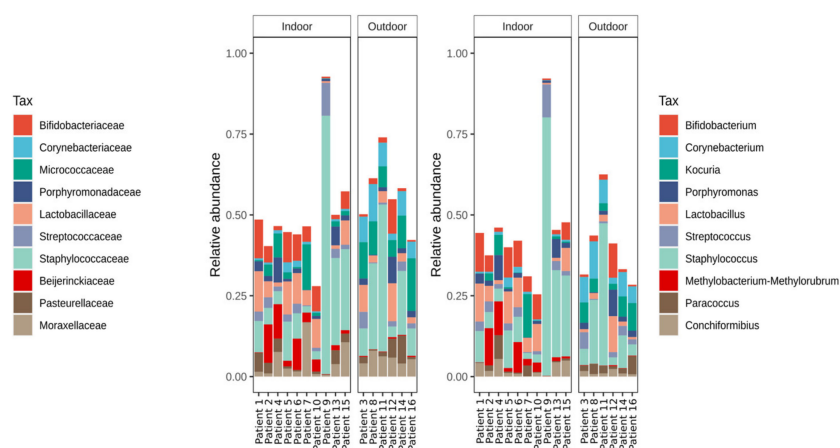 Tax
Bifidobacteriaceae
Corynebacteriaceae
Micrococcaceae
Porphyromonadaceae
Lactobacillaceae
Streptococcaceae
Staphylococcaceae
Beijerinckiaceae
Pasteurellaceae
Moraxellaceae
Relative abundance
1.00
0.75
0.50
0.25
0.00
Indoor
Outdoor
Patient 1
Patient 2
Patient 4
Patient 5
Patient 6
Patient 7
Patient 10
Patient 9
Patient 13
Patient 15
Patient 3
Patient 8
Patient 11
Patient 12
Patient 14
Patient 16
Relative abundance
1.00
0.75
0.50
0.25
0.00
Indoor
Outdoor
Patient 1
Patient 2
Patient 4
Patient 5
Patient 6
Patient 7
Patient 10
Patient 9
Patient 13
Patient 15
Patient 3
Patient 8
Patient 11
Patient 12
Patient 14
Patient 16
Tax
Bifidobacterium
Corynebacterium
Kocuria
Porphyromonas
Lactobacillus
Streptococcus
Staphylococcus
Methylobacterium-Methylorubrum
Paracoccus
Conchiformibius